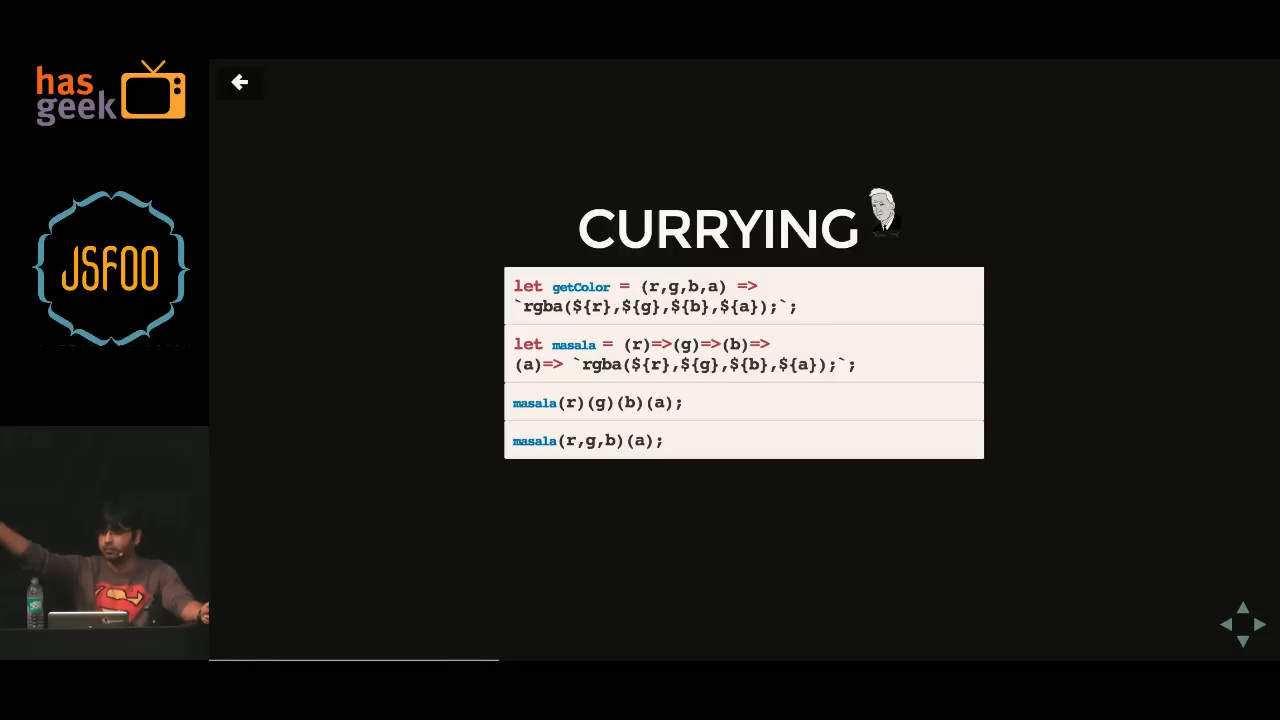 has
geek
JSFOO
CURRYING
let getColor = (r,g,b,a) =>
`rgba(${r},${g},${b},${a});`;
let masala = (r)=>(g)=>(b)=>
(a)=> `rgba(${r},${g},${b},${a});`;
masala(r)(g)(b)(a);
masala(r,g,b)(a);